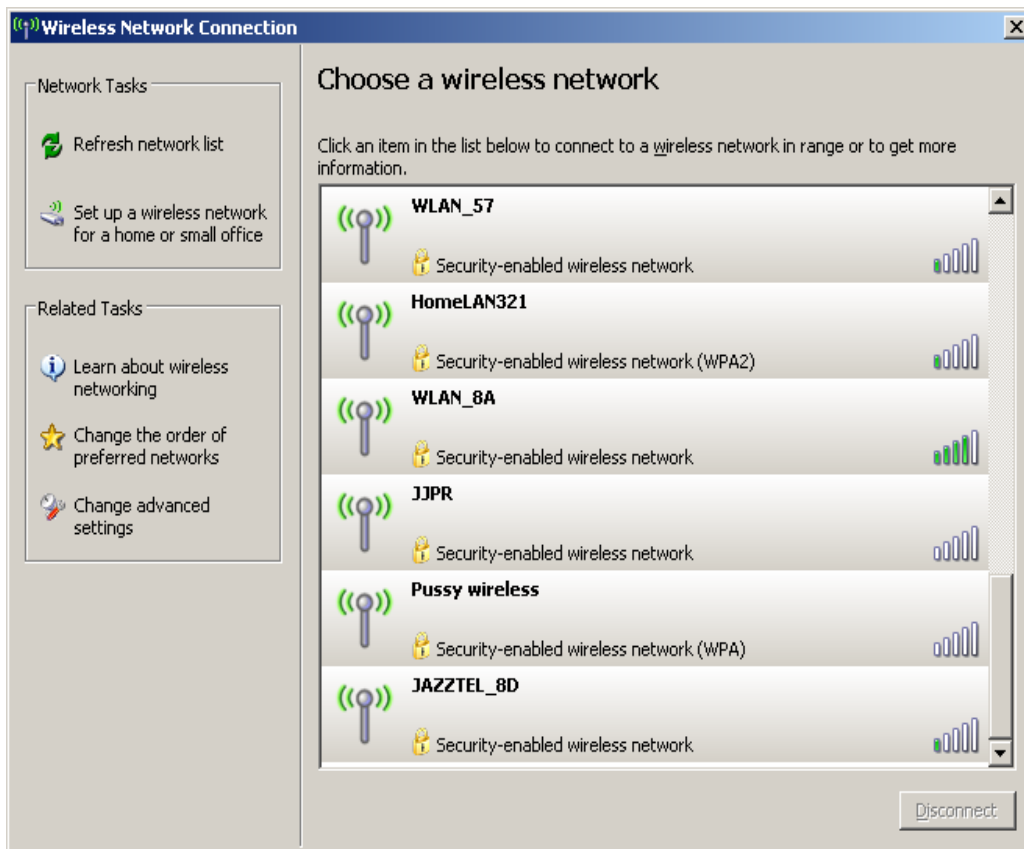 Wireless Network Connection
Network Tasks
Refresh network list
Set up a wireless network
for a home or small office
Related Tasks
Learn about wireless
networking
Change the order of
preferred networks
Change advanced
settings
Choose a wireless network
Click an item in the list below to connect to a wireless network in range or to get more
information.
WLAN_57
Security-enabled wireless network
HomeLAN321
Security-enabled wireless network (WPA2)
WLAN_8A
Security-enabled wireless network
JJPR
Security-enabled wireless network
Pussy wireless
Security-enabled wireless network (WPA)
JAZZTEL_8D
Security-enabled wireless network
Disconnect